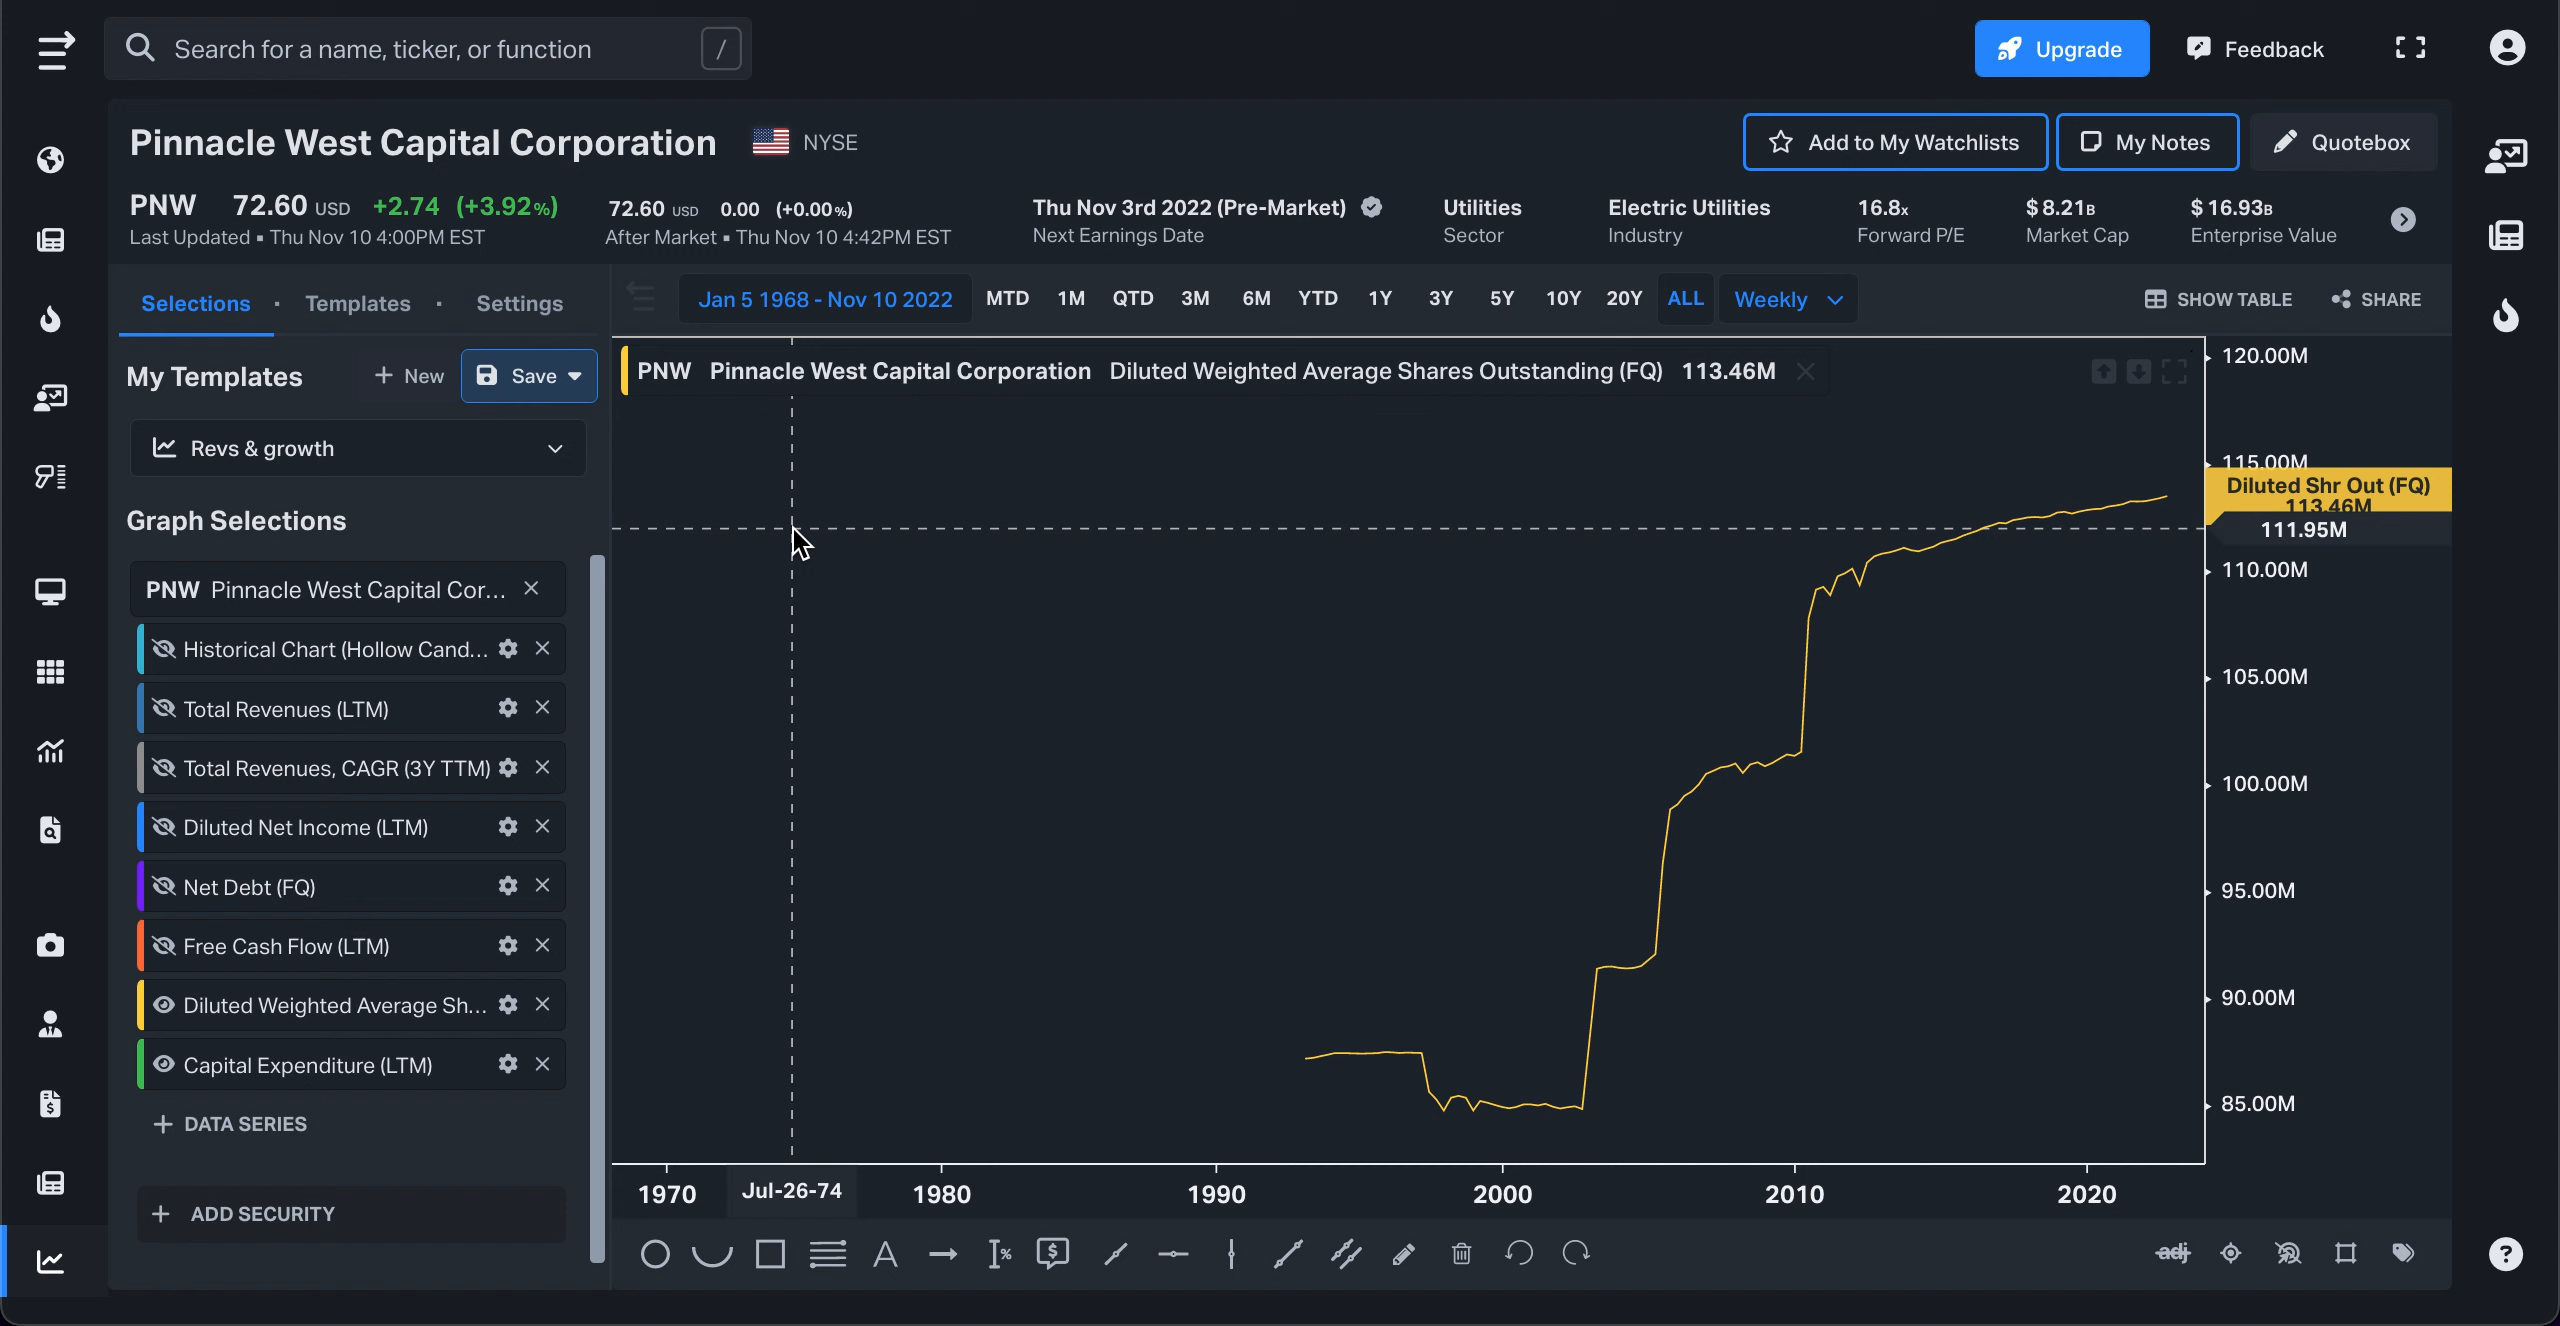 Search for a name, ticker, or function /
Upgrade
Feedback
Pinnacle West Capital Corporation NYSE
Add to My Watchlists
My Notes
Quotebox
PNW 72.60 USD +2.74 (+3.92%)
Last Updated ▪ Thu Nov 10 4:00PM EST
72.60 USD 0.00 (+0.00%)
After Market ▪ Thu Nov 10 4:42PM EST
Thu Nov 3rd 2022 (Pre-Market)
Next Earnings Date
Utilities
Sector
Electric Utilities
Industry
16.8x
Forward P/E
$ 8.21B
Market Cap
$ 16.93B
Enterprise Value
Selections · Templates · Settings
Jan 5 1968 - Nov 10 2022 MTD 1M QTD 3M 6M YTD 1Y 3Y 5Y 10Y 20Y ALL Weekly
SHOW TABLE
SHARE
My Templates
+ New
Save
Revs & growth
Graph Selections
PNW Pinnacle West Capital Cor...
Historical Chart (Hollow Cand...
Total Revenues (LTM)
Total Revenues, CAGR (3Y TTM)
Diluted Net Income (LTM)
Net Debt (FQ)
Free Cash Flow (LTM)
Diluted Weighted Average Sh...
Capital Expenditure (LTM)
+ DATA SERIES
+ ADD SECURITY
PNW Pinnacle West Capital Corporation Diluted Weighted Average Shares Outstanding (FQ) 113.46M
120.00M
115.00M
Diluted Shr Out (FQ)
113.46M
111.95M
110.00M
105.00M
100.00M
95.00M
90.00M
85.00M
1970 Jul-26-74 1980 1990 2000 2010 2020
A
%
$
adj
?